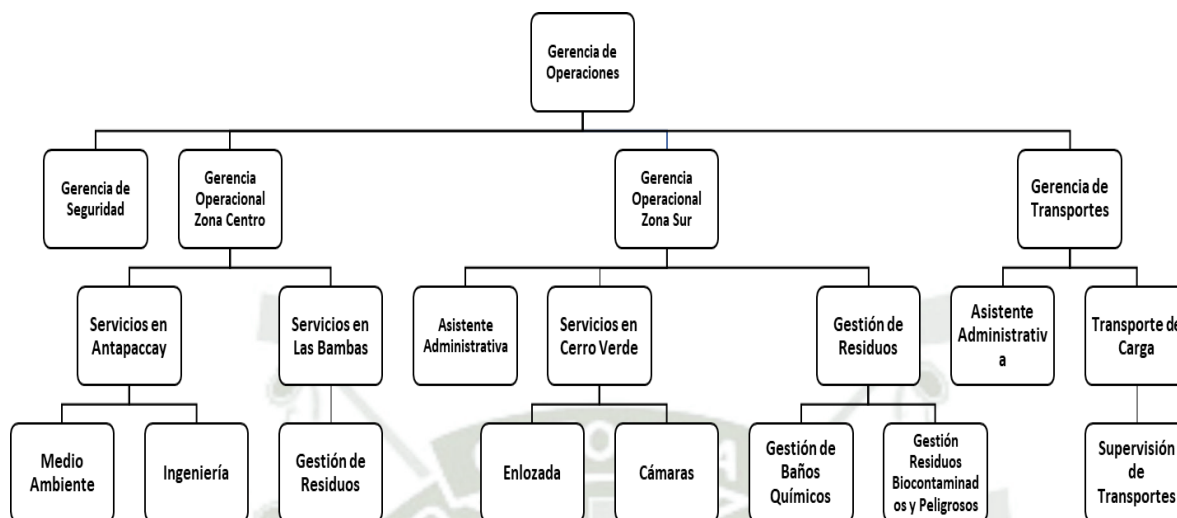 Gerencia de
Operaciones
Gerencia de
Seguridad
Gerencia
Operacional
Zona Centro
Gerencia
Operacional
Zona Sur
Gerencia de
Transportes
Servicios en
Antapaccay
Servicios en
Las Bambas
Asistente
Administrativa
Servicios en
Cerro Verde
Gestión de
Residuos
Asistente
Administrativ
a
Transporte de
Carga
Medio
Ambiente
Ingeniería
Gestión de
Residuos
Enlozada
Cámaras
Gestión de
Baños
Químicos
Gestión
Residuos
Biocontaminad
os y Peligrosos
Supervisión
de
Transportes